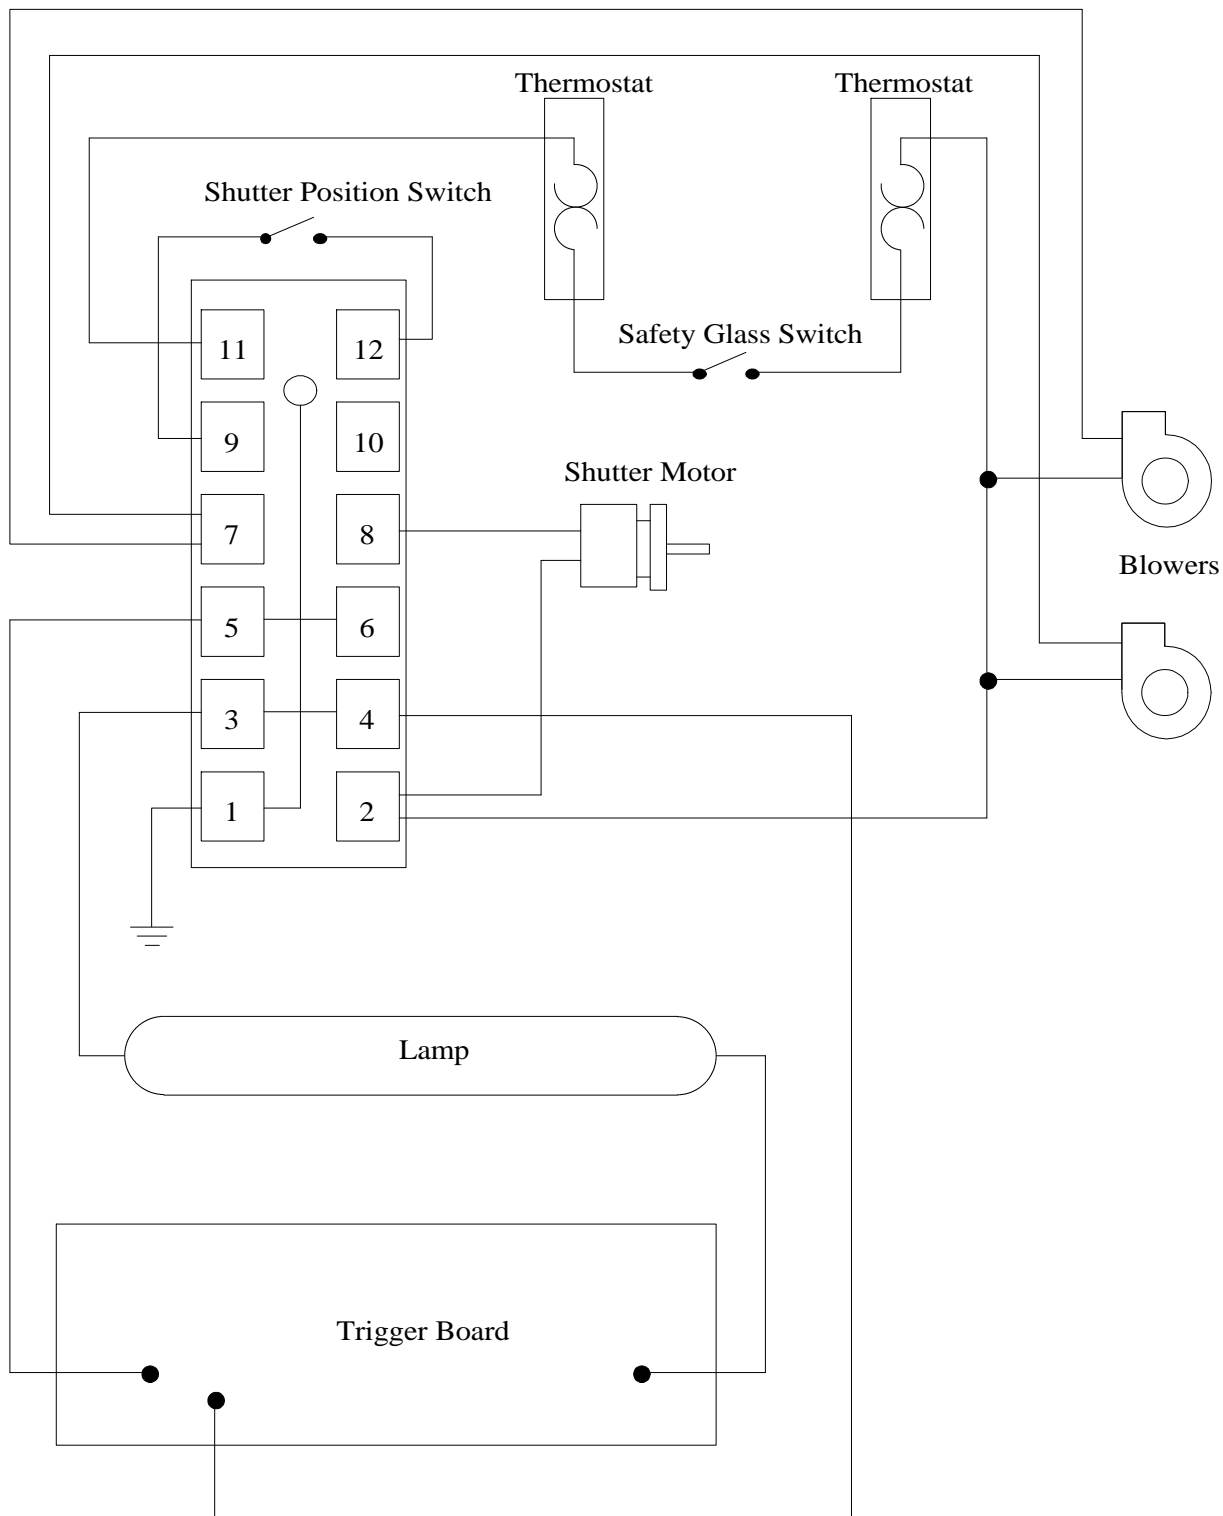 Thermostat
Thermostat
Shutter Position Switch
Safety Glass Switch
11
12
9
10
Shutter Motor
7
8
Blowers
5
6
3
4
1
2
Lamp
Trigger Board